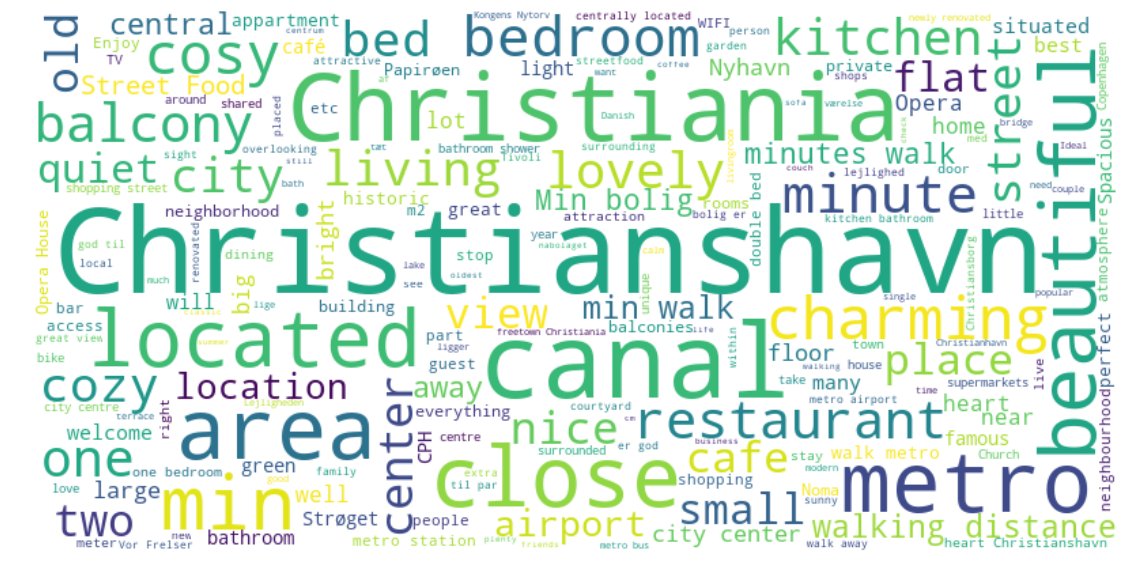 Kongens Nytorv
centrally located
newly renovated
old
central
appartment
centrum
WIFI
person
situated
Enjoy
cosy
café
bed
bedroom
garden
kitchen
best
TV
attractive
streetfood
coffee
Street Food
Papirøen
light
want
Nyhavn
private
shops
flat
street
Copenhagen
around
shared
placed
etc
Christiania
af
sofa
værelse
check
Opera
balcony
lot
Danish
home
bridge
med
Ideal
beautiful
overlooking
tæt
bathroom shower
surrounding
livingroom
minutes walk
door
Spacious
sight
still
Tivoli
quiet
city
living
lovely
couch
lejlighed
need
couple
shopping street
bath
historic
Min bolig
rooms
double bed
minute
little
neighborhood
m2
great
attraction
bolig er
kitchen bathroom
Opera House
god til
renovated
bright
Christianshavn
year
nabolaget
stop
calm
Christiansborg
atmosphere
local
dining
lake
see
oldest
unique
much
big
will
lige
building
view
min walk
single
popular
bar
classic
charming
access
located
part
freetown Christiania
balconies
life
within
great view
summer
ligger
canal
floor
town
Christianhavn
perfect
bike
guest
walking
house
place
cozy
location
center
away
take
many
metro airport
time
supermarkets
live
neighbourhood
city centre
right
Lejligheden
area
everything
courtyard
cm
restaurant
heart
near
terrace
welcome
CPH
centre
nice
er god
surrounded
business
cafe
stay
walk metro
famous
Church
one
one bedroom
green
family
close
extra
shopping
modern
metro
love
large
min
good
well
til par
small
Noma
sunny
two
Strøget
people
airport
city center
walking distance
meter
Vor Frelser
new
bathroom
metro station
plenty
friends
metro bus
walk away
heart Christianshavn